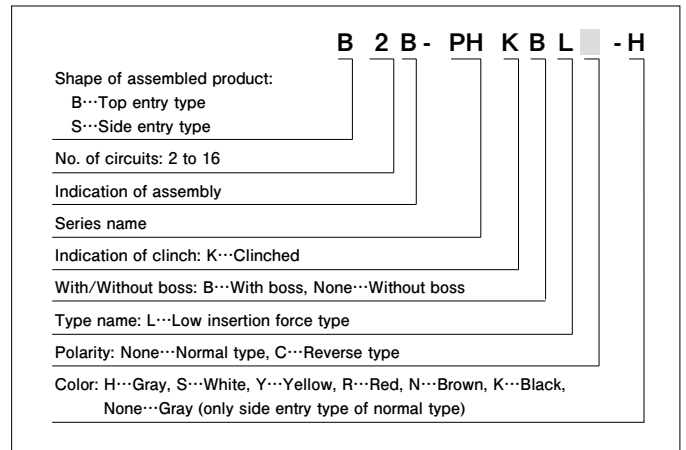 B 2 B - PH K B L - H
Shape of assembled product:
B···Top entry type
S···Side entry type
No. of circuits: 2 to 16
Indication of assembly
Series name
Indication of clinch: K···Clinched
With/Without boss: B···With boss, None···Without boss
Type name: L···Low insertion force type
Polarity: None···Normal type, C···Reverse type
Color: H···Gray, S···White, Y···Yellow, R···Red, N···Brown, K···Black,
None···Gray (only side entry type of normal type)